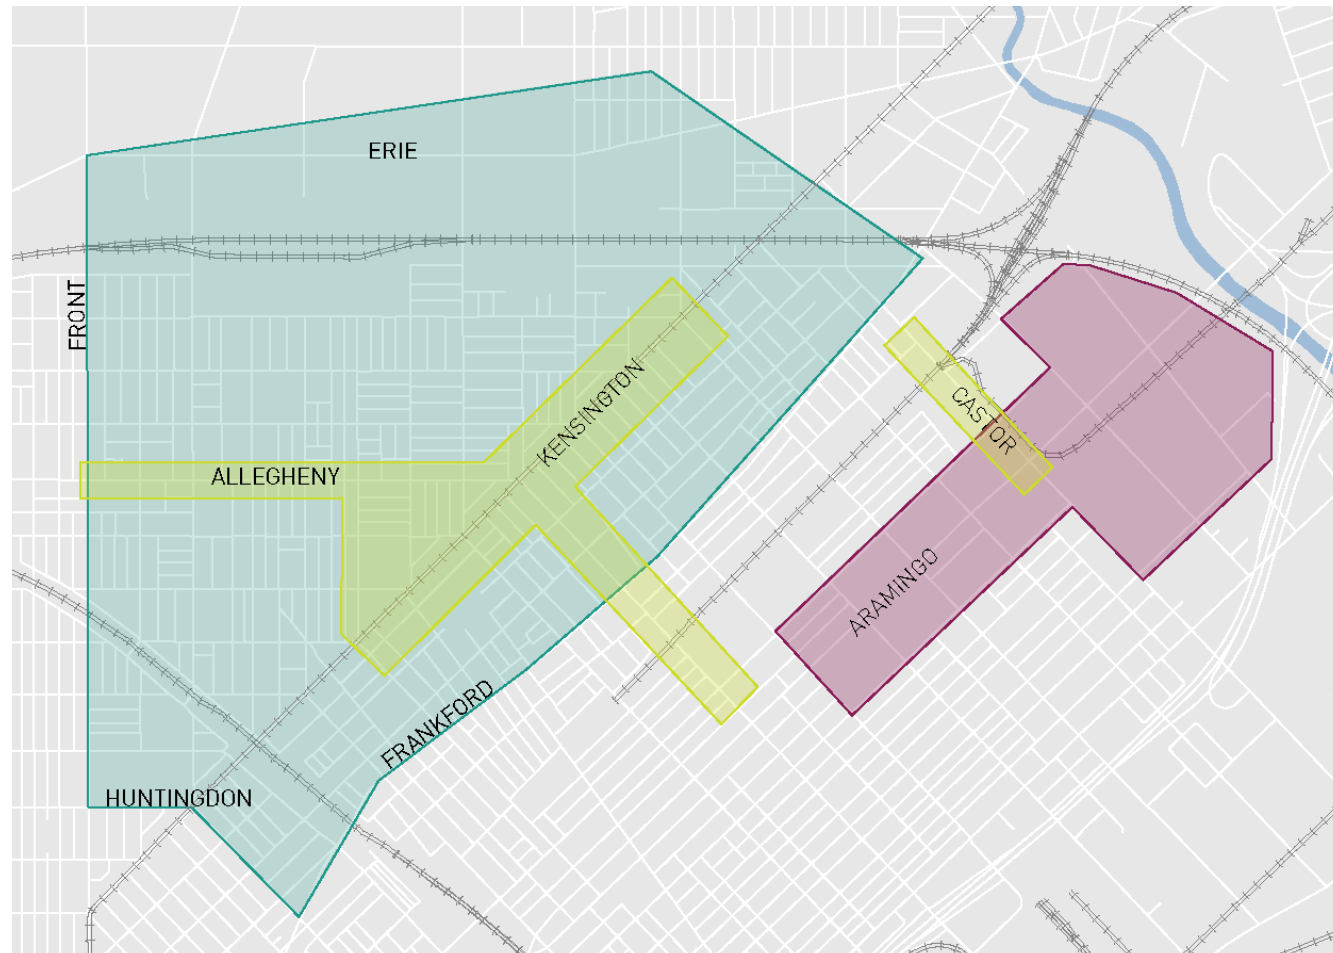 ERIE
FRONT
KENSINGTON
CASTOR
ALLEGHENY
ARAMINGO
FRANKFORD
HUNTINGDON